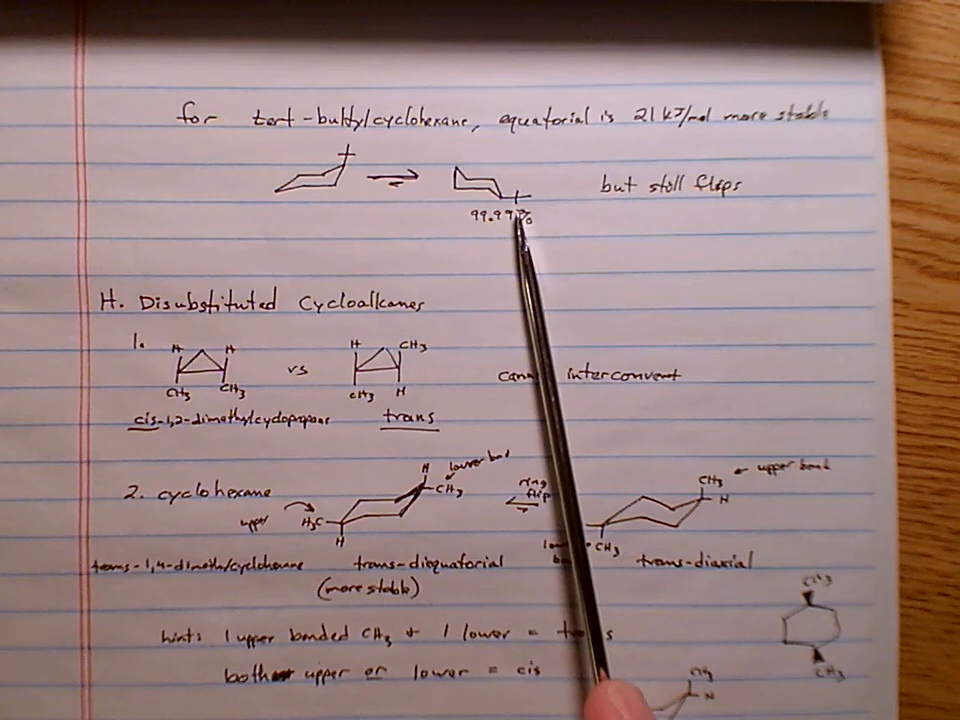 for tert-butylcyclohexane, equatorial is 21 kJ/mol more stable
but still flips
99.9 %
H. Disubstituted Cycloalkanes
1.
H H
CH3 CH3
vs
H CH3
CH3 H
interconvert
cis-1,2-dimethylcyclopropane trans
2. cyclohexane
upper
H3C
H
H
CH3
lower bond
ring flip
CH3
H
upper bond
CH3
trans-1,4-dimethylcyclohexane trans-diequatorial trans-diaxial
(more stable)
CH3
CH3
hint: 1 upper bonded CH3 + 1 lower =
both upper or lower = cis
CH3
H